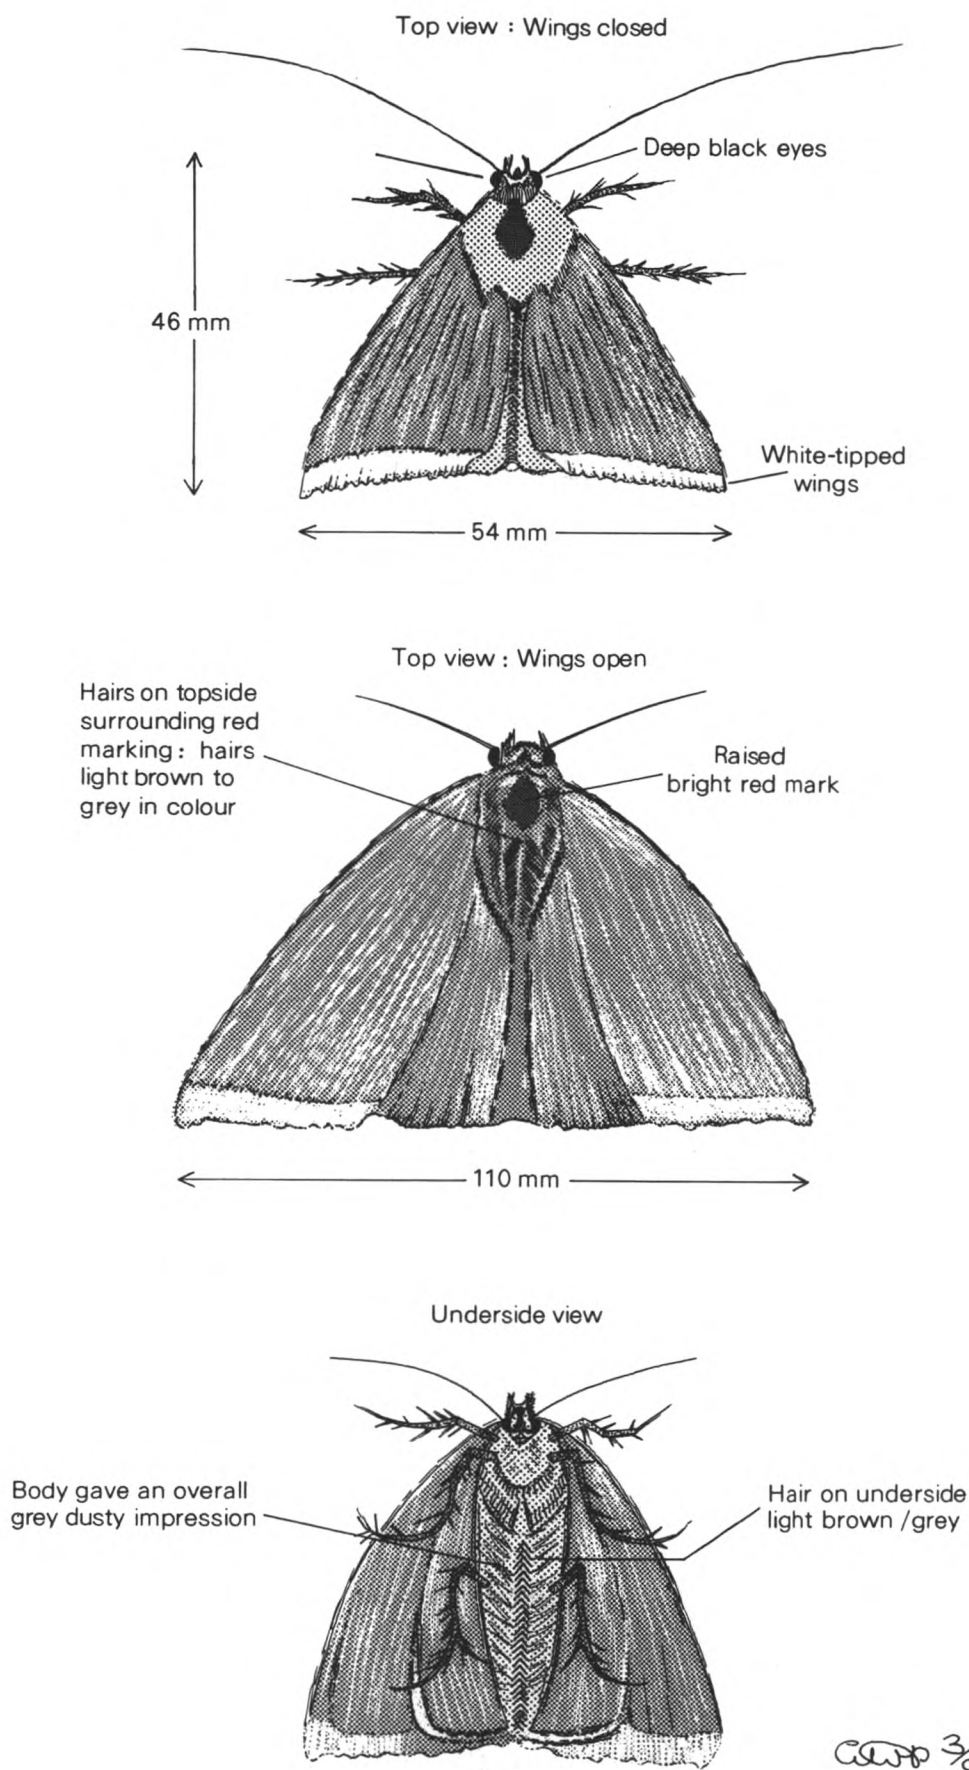 Top view : Wings closed
Deep black eyes
46 mm
White-tipped
wings
54 mm
Top view : Wings open
Hairs on topside
surrounding red
marking : hairs
light brown to
grey in colour
Raised
bright red mark
110 mm
Underside view
Body gave an overall
grey dusty impression
Hair on underside
light brown /grey